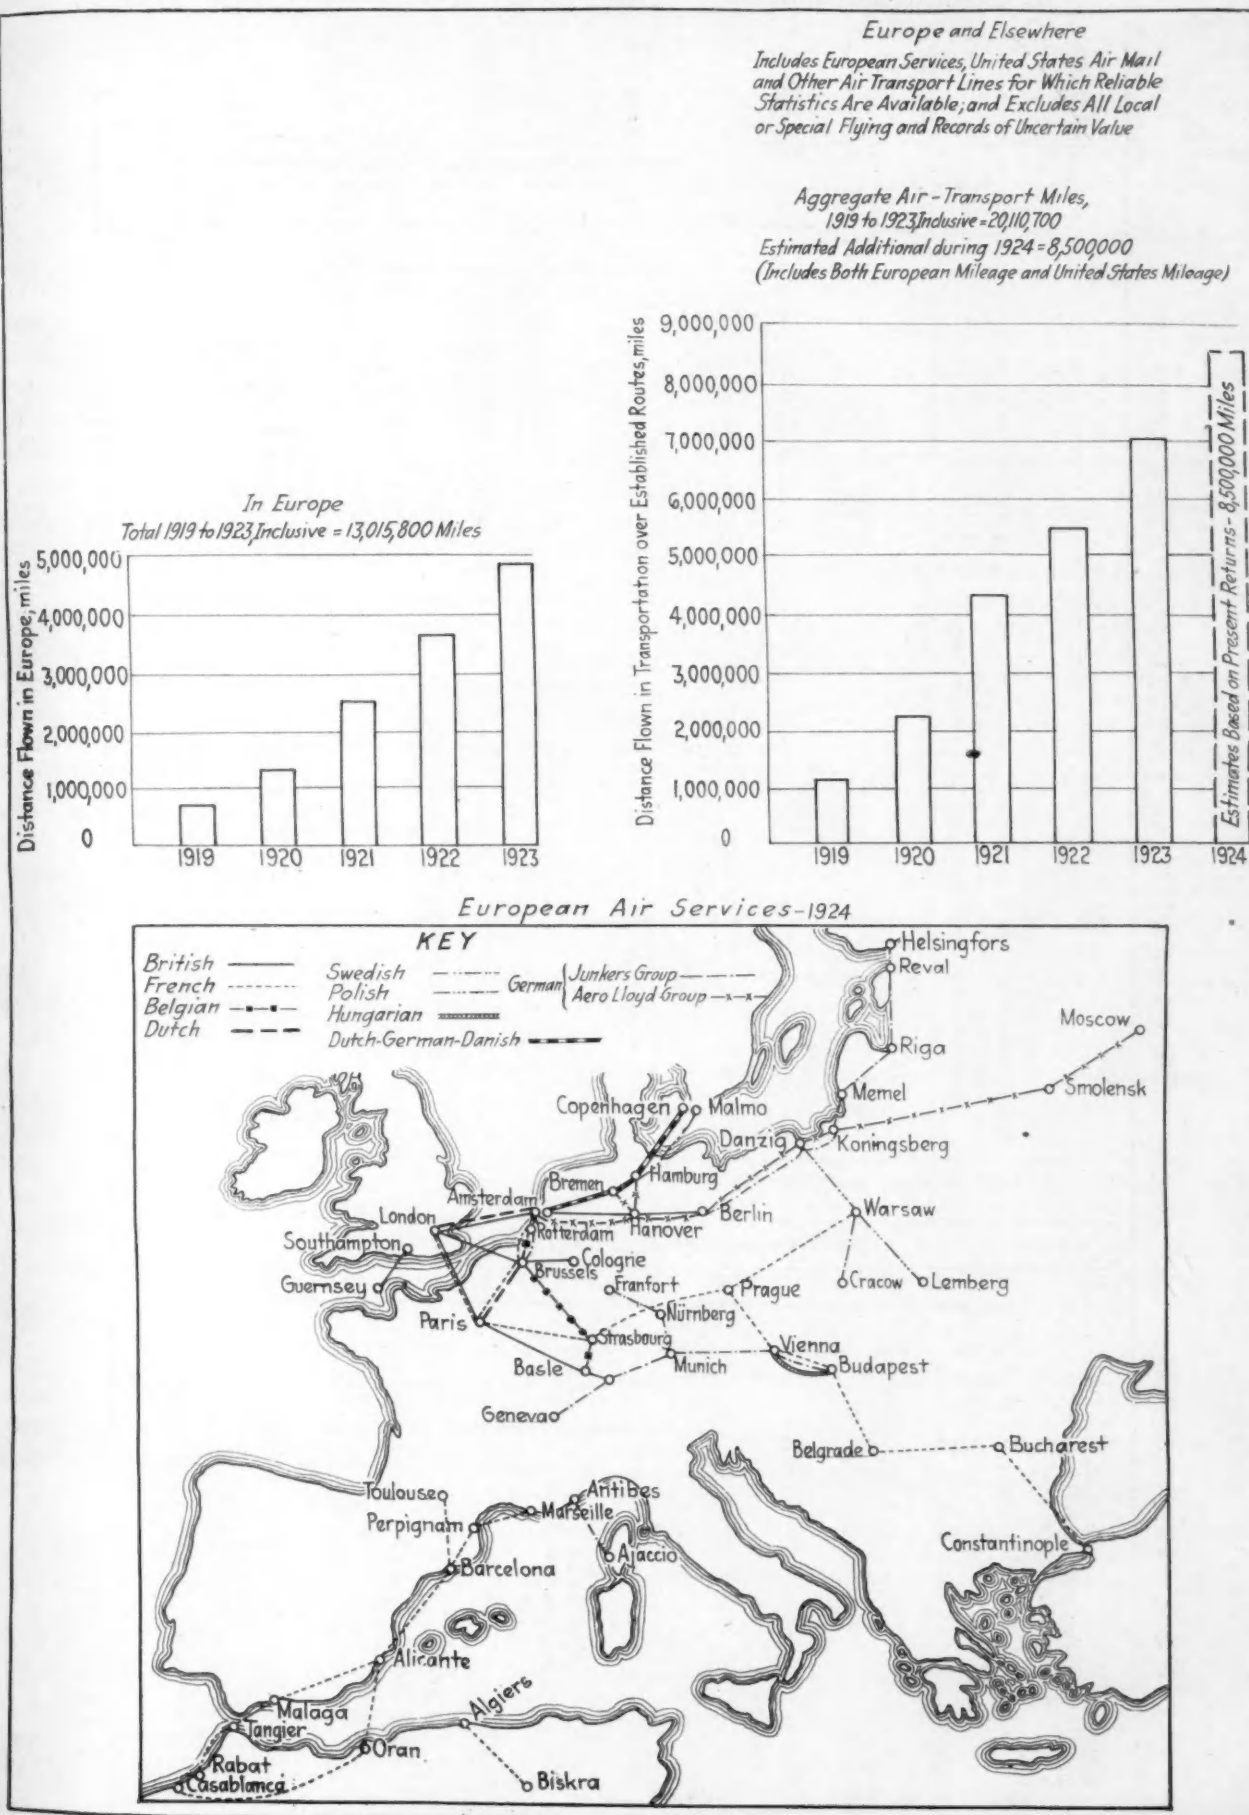 Europe and Elsewhere
Includes European Services, United States Air Mail
and Other Air Transport Lines for Which Reliable
Statistics Are Available; and Excludes All Local
or Special Flying and Records of Uncertain Value
Aggregate Air-Transport Miles,
1919 to 1923, Inclusive = 20,110,700
Estimated Additional during 1924 = 8,500,000
(Includes Both European Mileage and United States Mileage)
In Europe
Total 1919 to 1923, Inclusive = 13,015,800 Miles
Distance Flown in Europe, miles
5,000,000
4,000,000
3,000,000
2,000,000
1,000,000
0
1919 1920 1921 1922 1923
Distance Flown in Transportation over Established Routes, miles
9,000,000
8,000,000
7,000,000
6,000,000
5,000,000
4,000,000
3,000,000
2,000,000
1,000,000
0
Estimates Based on Present Returns - 8,500,000 Miles
1919 1920 1921 1922 1923 1924
European Air Services-1924
KEY
British
French
Belgian
Dutch
Swedish
Polish
Hungarian
Dutch-German-Danish
German
Junkers Group
Aero Lloyd Group
Helsingfors
Reval
Moscow
Riga
Smolensk
Memel
Copenhagen
Malmo
Danzig
Koningsberg
Hamburg
Bremen
Amsterdam
Berlin
Warsaw
London
Rotterdam
Hanover
Southampton
Cologne
Brussels
Guernsey
Franfort
Prague
Cracow
Lemberg
Nürnberg
Paris
Strasbourg
Vienna
Basle
Munich
Budapest
Geneva
Belgrade
Bucharest
Toulouse
Antibes
Marseille
Perpignam
Constantinople
Ajaccio
Barcelona
Alicante
Algiers
Malaga
Tangier
Oran
Rabat
Casablanca
Biskra